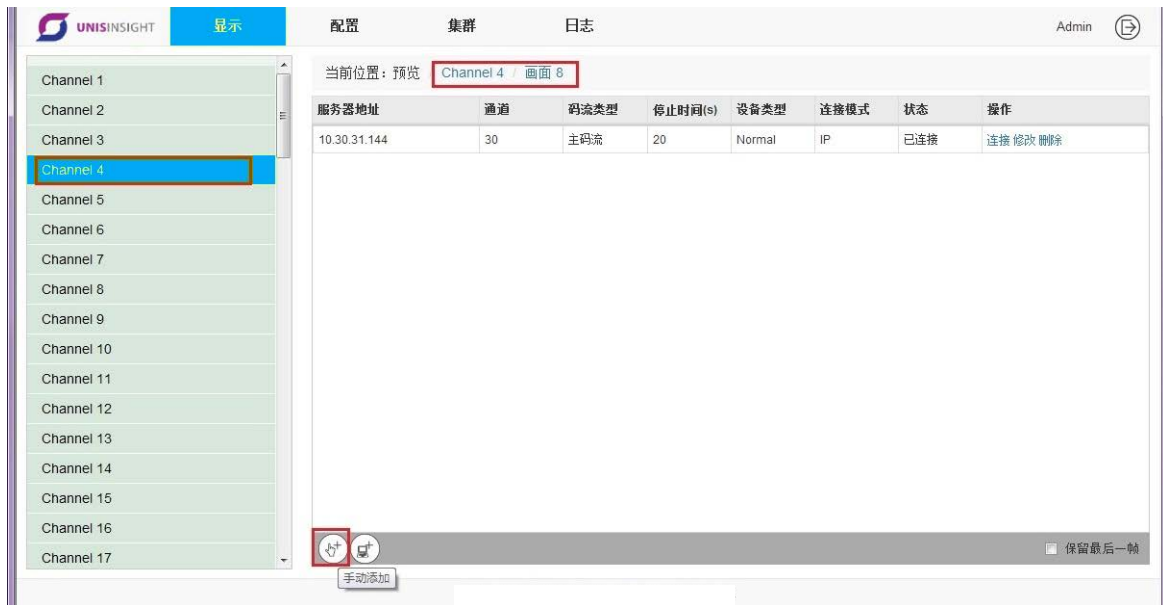 UNISINSIGHT 显示 配置 集群 日志 Admin
当前位置：预览 / Channel 4 / 画面 8
Channel 1
Channel 2
Channel 3
Channel 4
Channel 5
Channel 6
Channel 7
Channel 8
Channel 9
Channel 10
Channel 11
Channel 12
Channel 13
Channel 14
Channel 15
Channel 16
Channel 17
服务器地址 通道 码流类型 停止时间(s) 设备类型 连接模式 状态 操作
10.30.31.144 30 主码流 20 Normal IP 已连接 连接 修改 删除
保留最后一帧
手动添加